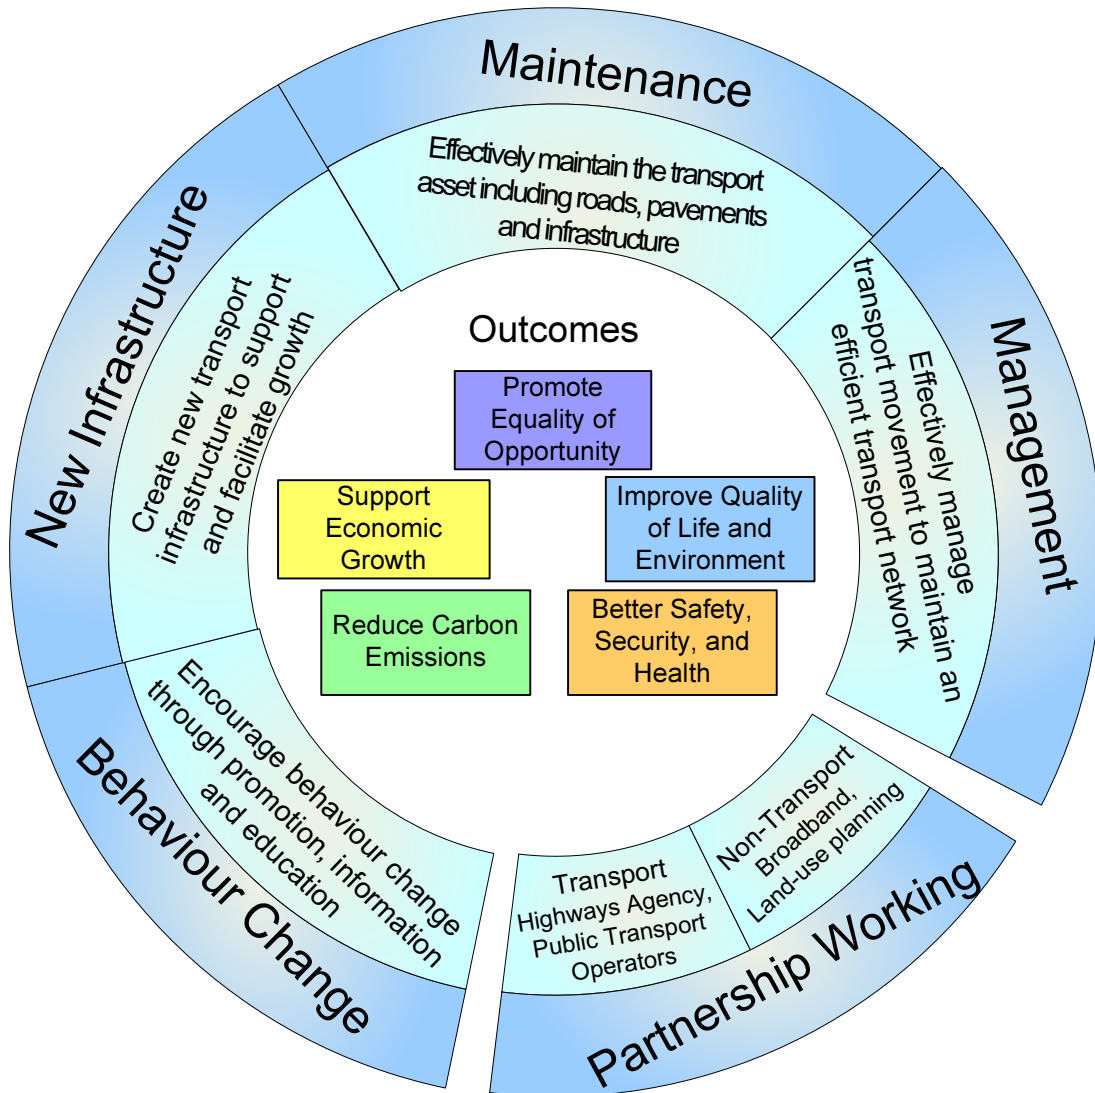 Maintenance
Effectively maintain the transport
asset including roads, pavements
and infrastructure
Management
Effectively manage
transport movement to maintain an
efficient transport network
Partnership Working
Non-Transport
Broadband,
Land-use planning
Transport
Highways Agency,
Public Transport
Operators
Behaviour Change
Encourage behaviour change
through promotion, information
and education
New Infrastructure
Create new transport
infrastructure to support
and facilitate growth
Outcomes
Promote
Equality of
Opportunity
Support
Economic
Growth
Improve Quality
of Life and
Environment
Reduce Carbon
Emissions
Better Safety,
Security, and
Health